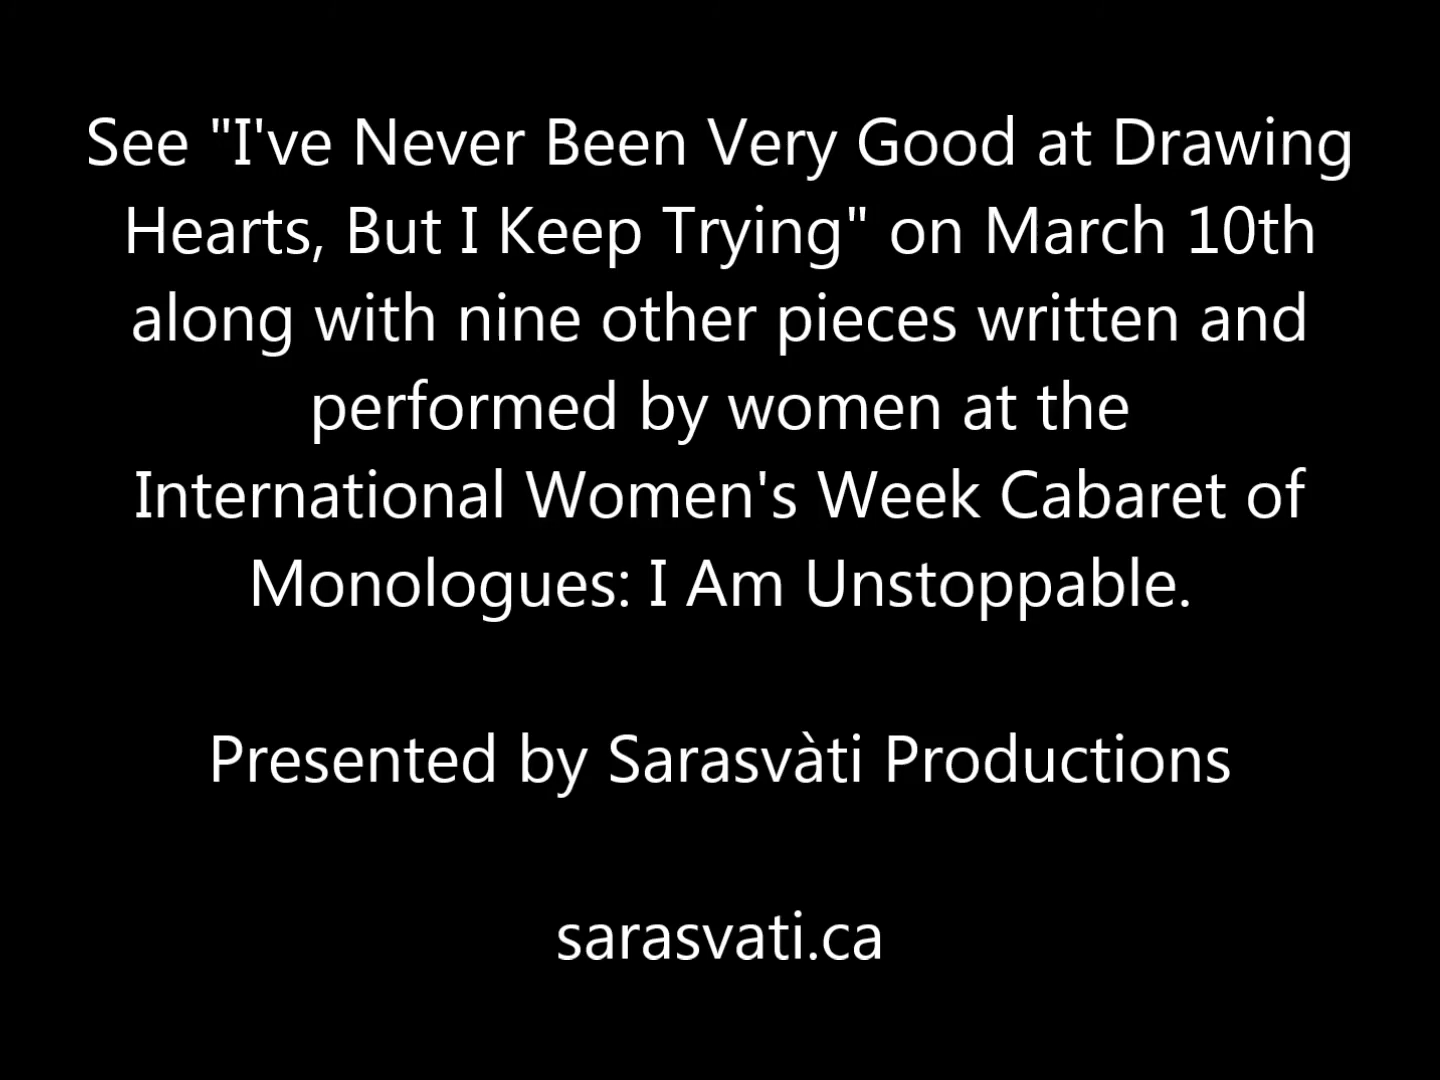 See "I've Never Been Very Good at Drawing
Hearts, But I Keep Trying" on March 10th
along with nine other pieces written and
performed by women at the
International Women's Week Cabaret of
Monologues: I Am Unstoppable.
Presented by Sarasvàti Productions
sarasvati.ca